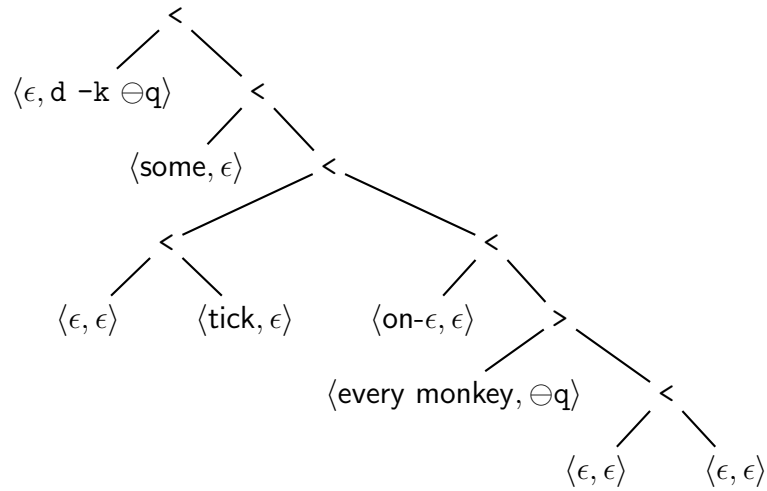 <
⟨ϵ, d -k ⊖q⟩ <
⟨some, ϵ⟩ <
< <
⟨ϵ, ϵ⟩ ⟨tick, ϵ⟩ ⟨on-ϵ, ϵ⟩ >
⟨every monkey, ⊖q⟩ <
⟨ϵ, ϵ⟩ ⟨ϵ, ϵ⟩